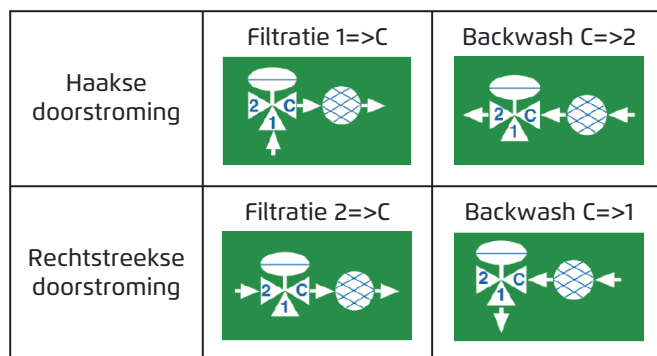 Filtratie 1=>C
Backwash C=>2
Haakse
doorstroming
2 C
1
2 C
1
Filtratie 2=>C
Backwash C=>1
Rechtstreekse
doorstroming
2 C
1
2 C
1